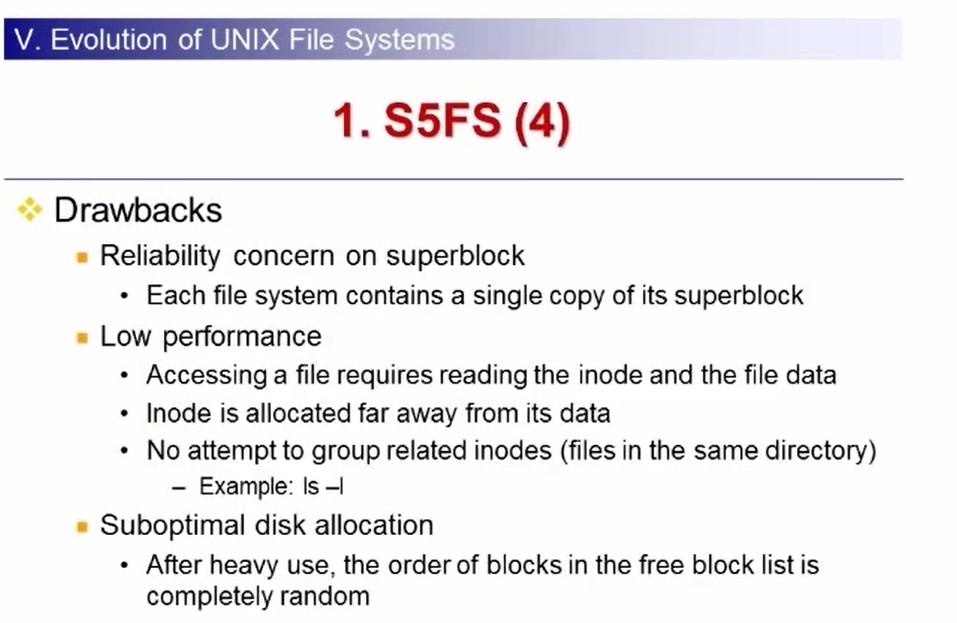 V. Evolution of UNIX File Systems
1. S5FS (4)
Drawbacks
Reliability concern on superblock
• Each file system contains a single copy of its superblock
Low performance
• Accessing a file requires reading the inode and the file data
• Inode is allocated far away from its data
• No attempt to group related inodes (files in the same directory)
– Example: ls –l
Suboptimal disk allocation
• After heavy use, the order of blocks in the free block list is
completely random